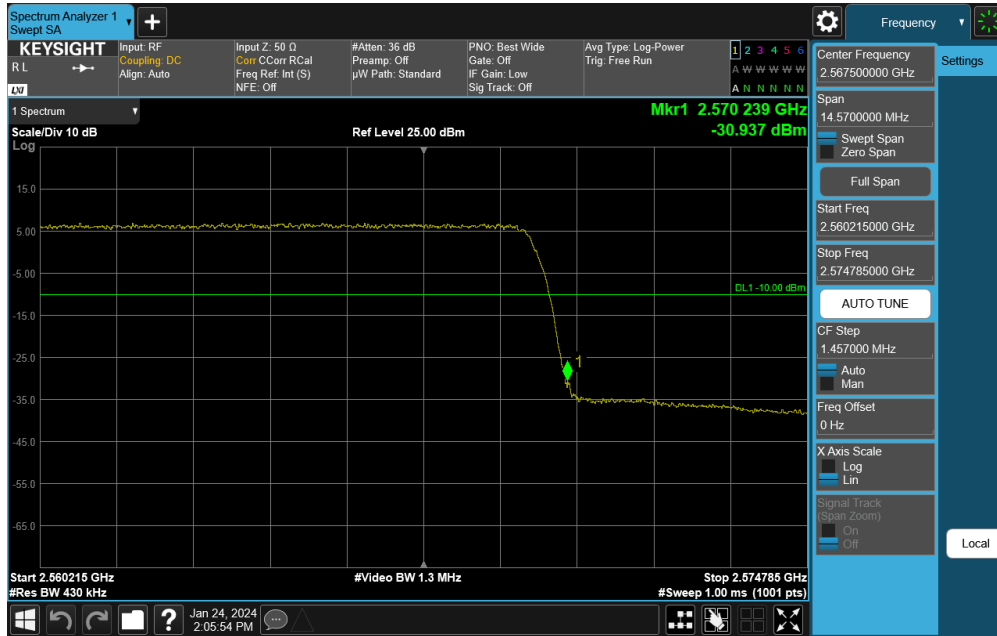 Spectrum Analyzer 1
Swept SA
Frequency
KEYSIGHT
R L
LXI
Input: RF
Coupling: DC
Align: Auto
Input Z: 50 Ω
Corr CCorr RCal
Freq Ref: Int (S)
NFE: Off
#Atten: 36 dB
Preamp: Off
µW Path: Standard
PNO: Best Wide
Gate: Off
IF Gain: Low
Sig Track: Off
Avg Type: Log-Power
Trig: Free Run
1 2 3 4 5 6
A W W W W W
A N N N N N
1 Spectrum
Scale/Div 10 dB
Log
Ref Level 25.00 dBm
Mkr1 2.570 239 GHz
-30.937 dBm
15.0
5.00
-5.00
-15.0
-25.0
-35.0
-45.0
-55.0
-65.0
DL1 -10.00 dBm
1
Start 2.560215 GHz
#Res BW 430 kHz
#Video BW 1.3 MHz
Stop 2.574785 GHz
#Sweep 1.00 ms (1001 pts)
Center Frequency
2.567500000 GHz
Settings
Span
14.5700000 MHz
Swept Span
Zero Span
Full Span
Start Freq
2.560215000 GHz
Stop Freq
2.574785000 GHz
AUTO TUNE
CF Step
1.457000 MHz
Auto
Man
Freq Offset
0 Hz
X Axis Scale
Log
Lin
Signal Track
(Span Zoom)
On
Off
Local
?
Jan 24, 2024
2:05:54 PM